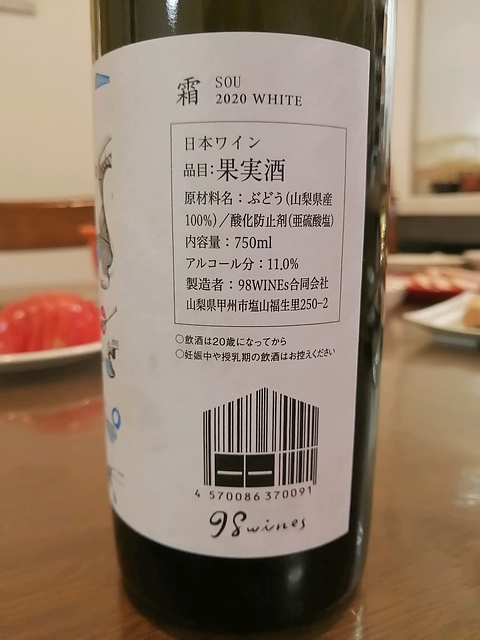 霜 SOU
2020 WHITE
日本ワイン
品目:果実酒
原材料名：ぶどう(山梨県産
100%)／酸化防止剤(亜硫酸塩)
内容量：750ml
アルコール分：11.0%
製造者：98WINEs合同会社
山梨県甲州市塩山福生里250-2
○飲酒は20歳になってから
○妊娠中や授乳期の飲酒はお控えください
4 570086 370091
98wines